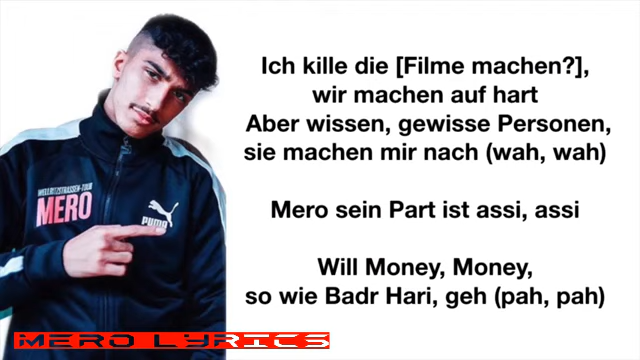 Ich kille die [Filme machen?],
wir machen auf hart
Aber wissen, gewisse Personen,
sie machen mir nach (wah, wah)
Mero sein Part ist assi, assi
Will Money, Money,
so wie Badr Hari, geh (pah, pah)
WELLRITZSTRASSEN-TOUR
MERO
PUMA
MERO LYRICS